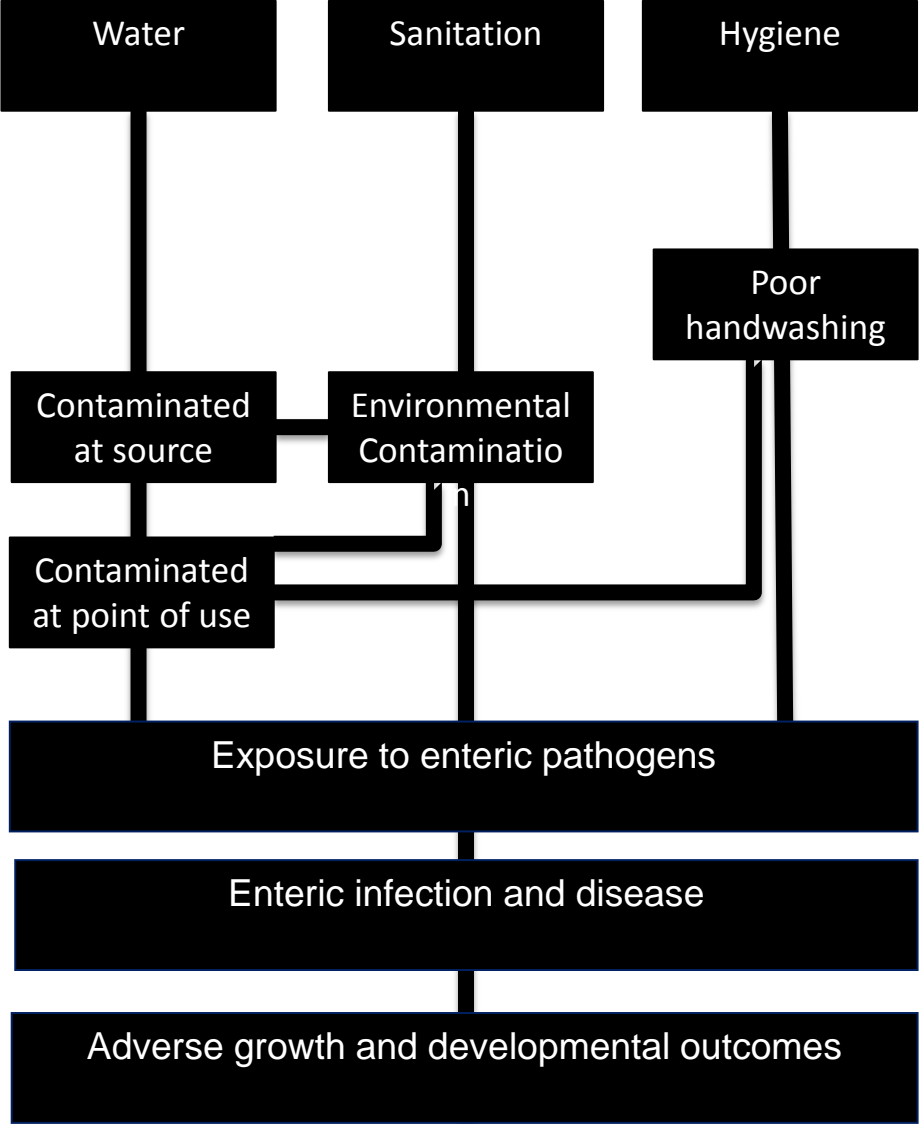 Water
Sanitation
Hygiene
Poor
handwashing
Contaminated
at source
Environmental
Contaminatio
n
Contaminated
at point of use
Exposure to enteric pathogens
Enteric infection and disease
Adverse growth and developmental outcomes